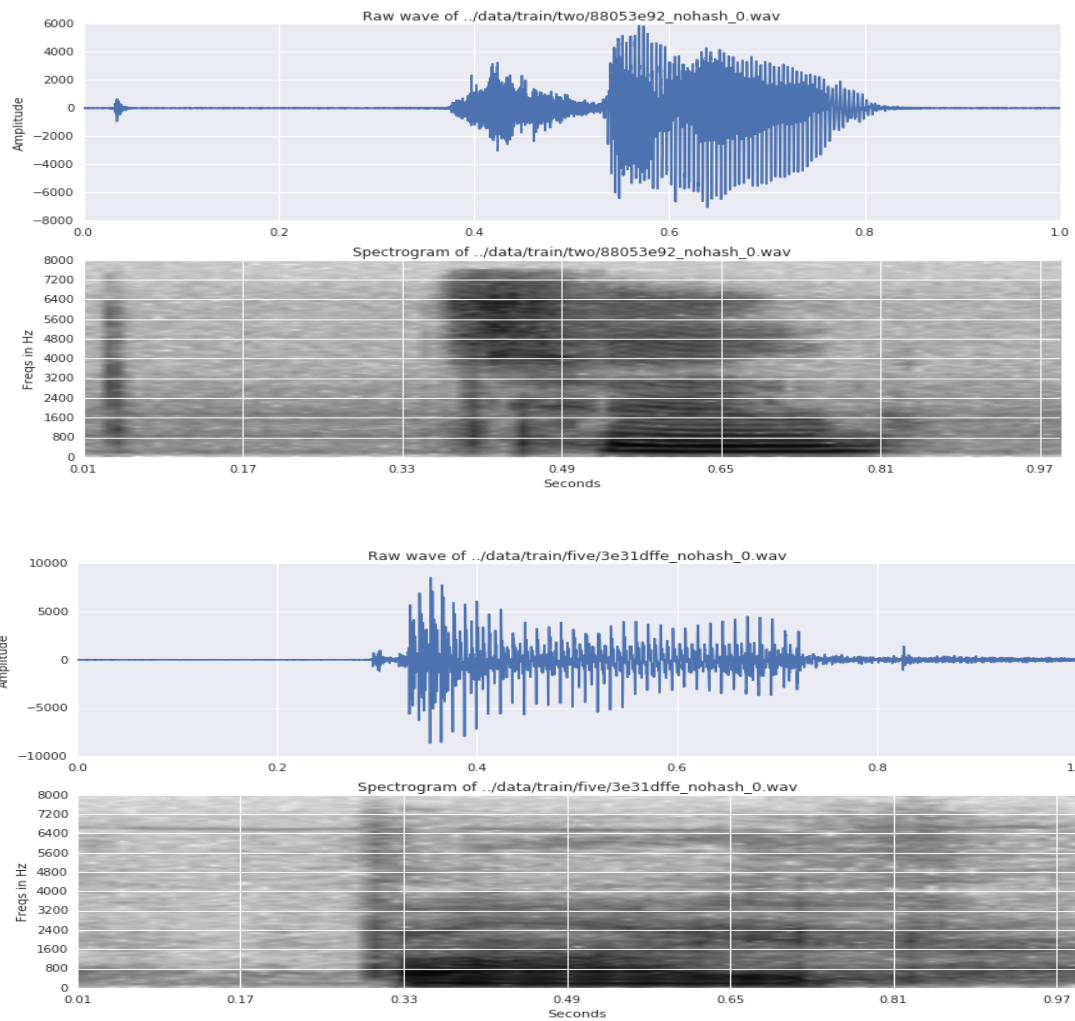 Raw wave of ../data/train/two/88053e92_nohash_0.wav
6000
4000
2000
0
−2000
−4000
−6000
−8000
Amplitude
0.0 0.2 0.4 0.6 0.8 1.0
Spectrogram of ../data/train/two/88053e92_nohash_0.wav
8000
7200
6400
5600
4800
4000
3200
2400
1600
800
0
Freqs in Hz
0.01 0.17 0.33 0.49 0.65 0.81 0.97
Seconds
Raw wave of ../data/train/five/3e31dffe_nohash_0.wav
10000
5000
0
−5000
−10000
Amplitude
0.0 0.2 0.4 0.6 0.8 1.
Spectrogram of ../data/train/five/3e31dffe_nohash_0.wav
8000
7200
6400
5600
4800
4000
3200
2400
1600
800
0
Freqs in Hz
0.01 0.17 0.33 0.49 0.65 0.81 0.97
Seconds